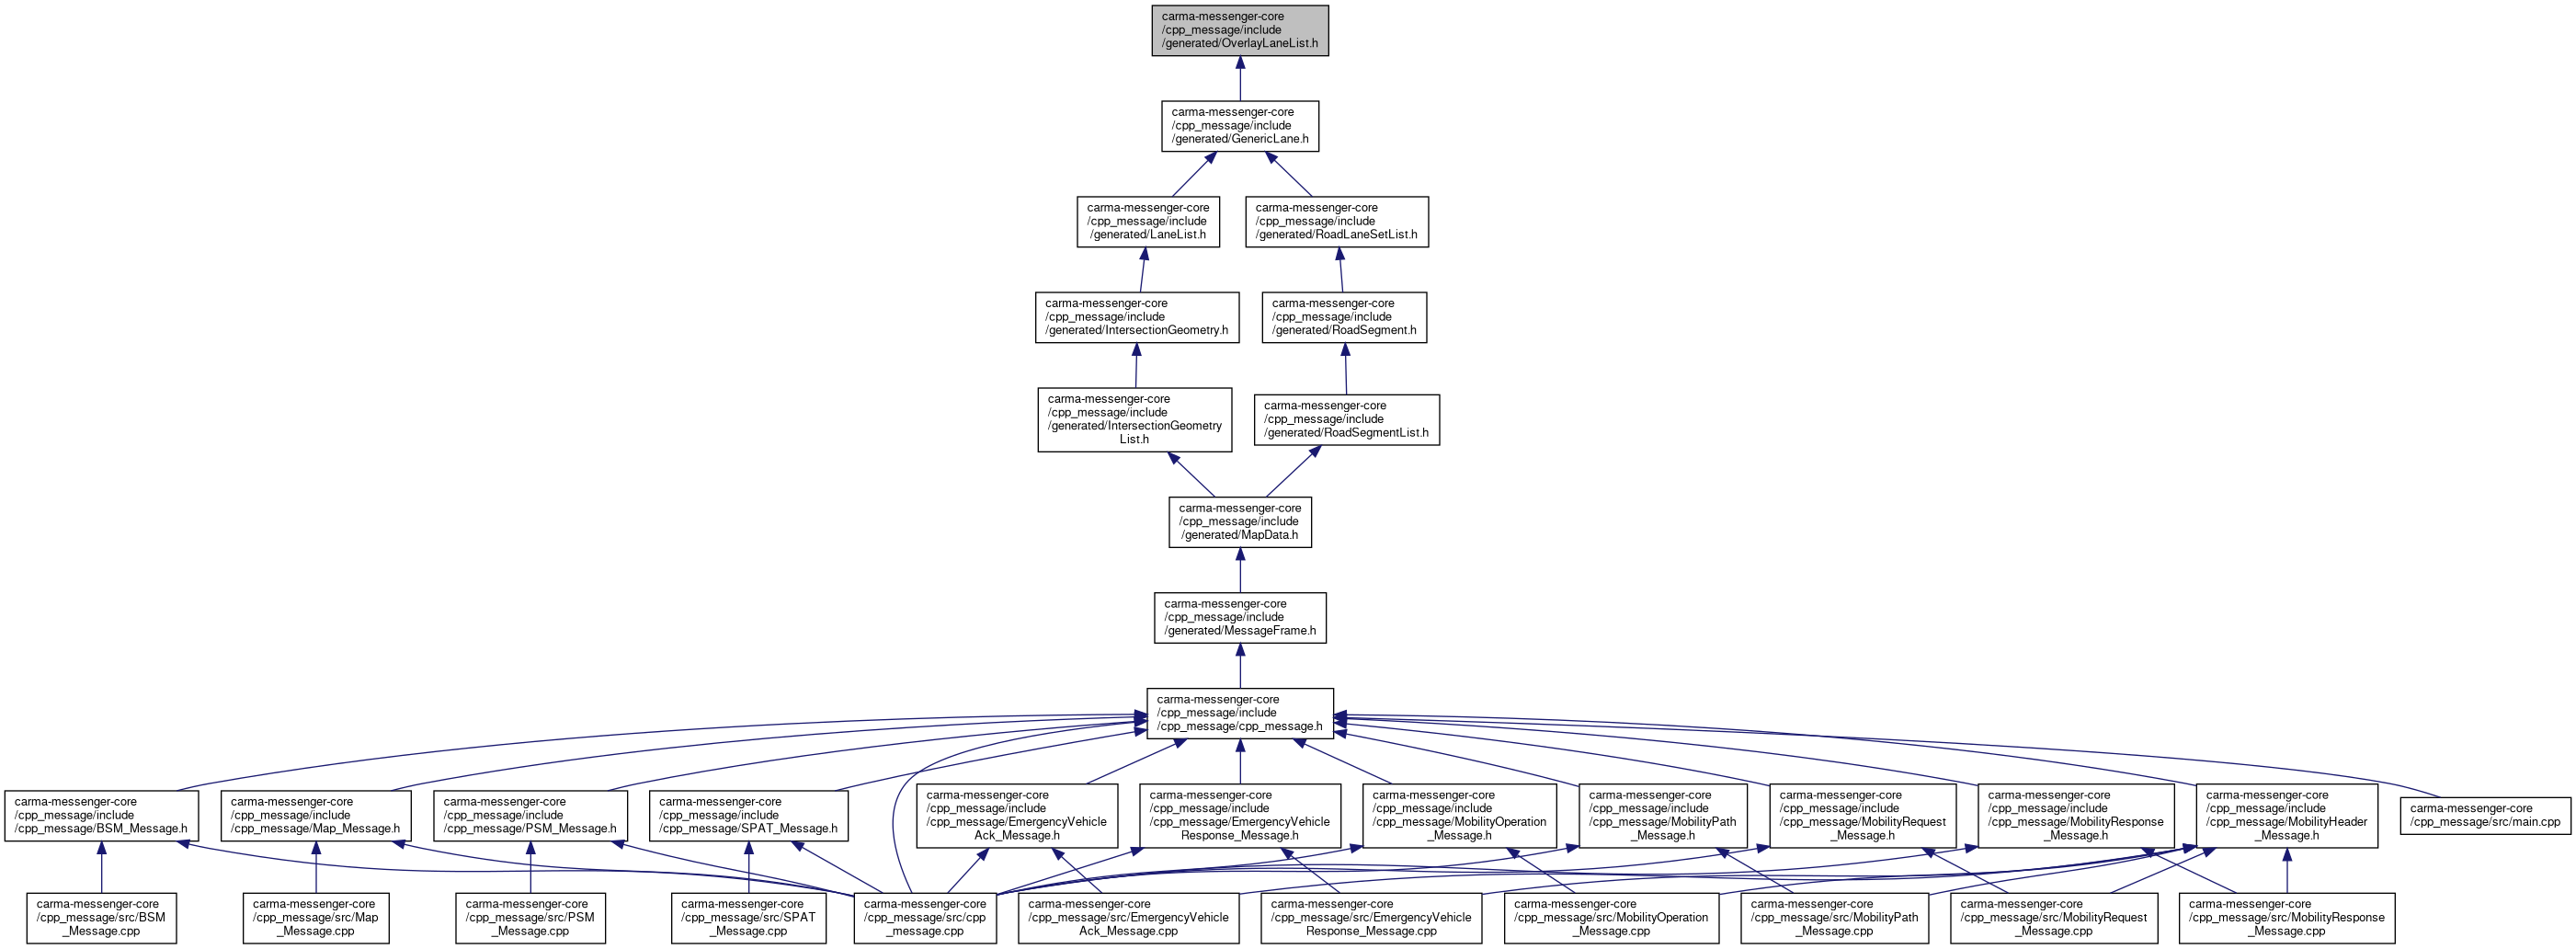 carma-messenger-core
/cpp_message/include
/generated/OverlayLaneList.h
carma-messenger-core
/cpp_message/include
/generated/GenericLane.h
carma-messenger-core
/cpp_message/include
/generated/LaneList.h
carma-messenger-core
/cpp_message/include
/generated/RoadLaneSetList.h
carma-messenger-core
/cpp_message/include
/generated/IntersectionGeometry.h
carma-messenger-core
/cpp_message/include
/generated/RoadSegment.h
carma-messenger-core
/cpp_message/include
/generated/IntersectionGeometry
List.h
carma-messenger-core
/cpp_message/include
/generated/RoadSegmentList.h
carma-messenger-core
/cpp_message/include
/generated/MapData.h
carma-messenger-core
/cpp_message/include
/generated/MessageFrame.h
carma-messenger-core
/cpp_message/include
/cpp_message/cpp_message.h
carma-messenger-core
/cpp_message/include
/cpp_message/BSM_Message.h
carma-messenger-core
/cpp_message/include
/cpp_message/Map_Message.h
carma-messenger-core
/cpp_message/include
/cpp_message/PSM_Message.h
carma-messenger-core
/cpp_message/include
/cpp_message/SPAT_Message.h
carma-messenger-core
/cpp_message/include
/cpp_message/EmergencyVehicle
Ack_Message.h
carma-messenger-core
/cpp_message/include
/cpp_message/EmergencyVehicle
Response_Message.h
carma-messenger-core
/cpp_message/include
/cpp_message/MobilityOperation
_Message.h
carma-messenger-core
/cpp_message/include
/cpp_message/MobilityPath
_Message.h
carma-messenger-core
/cpp_message/include
/cpp_message/MobilityRequest
_Message.h
carma-messenger-core
/cpp_message/include
/cpp_message/MobilityResponse
_Message.h
carma-messenger-core
/cpp_message/include
/cpp_message/MobilityHeader
_Message.h
carma-messenger-core
/cpp_message/src/main.cpp
carma-messenger-core
/cpp_message/src/BSM
_Message.cpp
carma-messenger-core
/cpp_message/src/Map
_Message.cpp
carma-messenger-core
/cpp_message/src/PSM
_Message.cpp
carma-messenger-core
/cpp_message/src/SPAT
_Message.cpp
carma-messenger-core
/cpp_message/src/cpp
_message.cpp
carma-messenger-core
/cpp_message/src/EmergencyVehicle
Ack_Message.cpp
carma-messenger-core
/cpp_message/src/EmergencyVehicle
Response_Message.cpp
carma-messenger-core
/cpp_message/src/MobilityOperation
_Message.cpp
carma-messenger-core
/cpp_message/src/MobilityPath
_Message.cpp
carma-messenger-core
/cpp_message/src/MobilityRequest
_Message.cpp
carma-messenger-core
/cpp_message/src/MobilityResponse
_Message.cpp